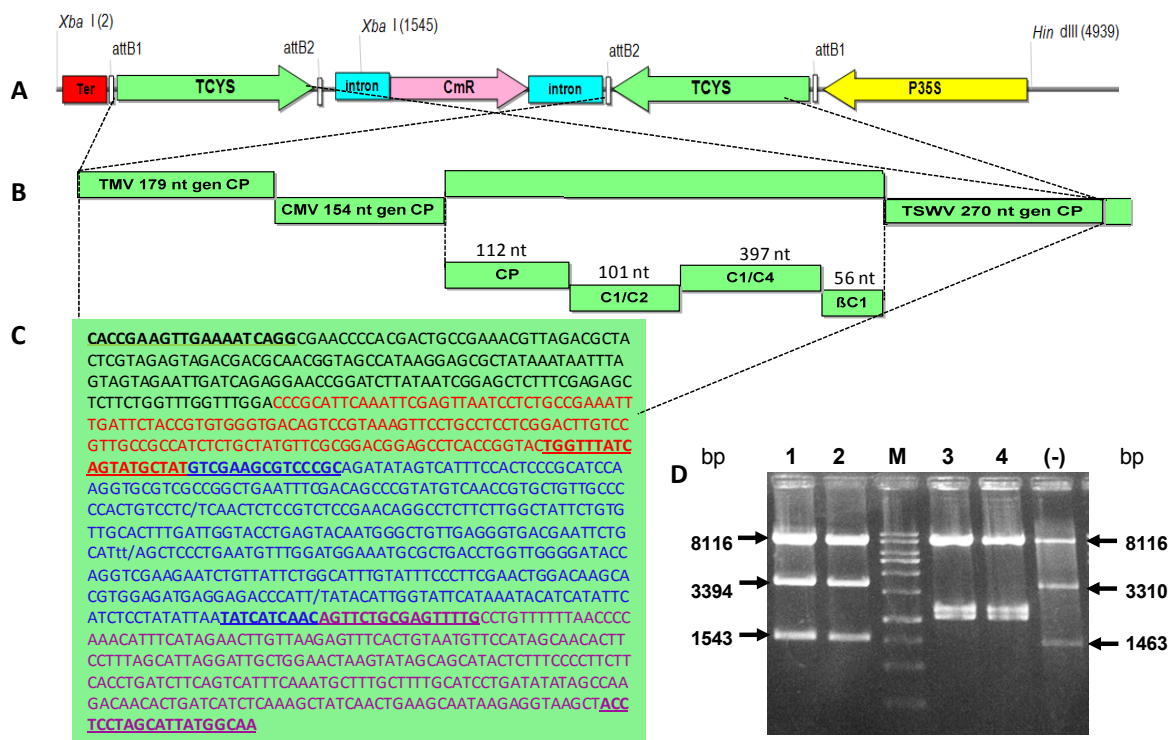 Xba I (2)
Xba I (1545)
Hin dIII (4939)
attB1
attB2
attB2
attB1
A
Ter
TCYS
intron
CmR
intron
TCYS
P35S
B
TMV 179 nt gen CP
CMV 154 nt gen CP
TSWV 270 nt gen CP
112 nt
101 nt
397 nt
56 nt
CP
C1/C2
C1/C4
ßC1
C
CACCGAAGTTGAAAATCAGGCGAACCCCACGACTGCCGAAACGTTAGACGCTA
CTCGTAGAGTAGACGACGCAACGGTAGCCATAAGGAGCGCTATAAATAATTTA
GTAGTAGAATTGATCAGAGGAACCGGATCTTATAATCGGAGCTCTTTCGAGAGC
TCTTCTGGTTTGGTTTGGACCCGCATTCAAATTCGAGTTAATCCTCTGCCGAAATT
TGATTCTACCGTGTGGGTGACAGTCCGTAAAGTTCCTGCCTCCTCGGACTTGTCC
GTTGCCGCCATCTCTGCTATGTTCGCGGACGGAGCCTCACCGGTACTGGTTTATC
AGTATGCTATGTCGAAGCGTCCCGCAGATATAGTCATTTCCACTCCCGCATCCA
AGGTGCGTCGCCGGCTGAATTTCGACAGCCCGTATGTCAACCGTGCTGTTGCCC
CCACTGTCCTC/TCAACTCTCCGTCTCCGAACAGGCCTCTTCTTGGCTATTCTGTG
TTGCACTTTGATTGGTACCTGAGTACAATGGGCTGTTGAGGGTGACGAATTCTG
CATtt/AGCTCCCTGAATGTTTGGATGGAAATGCGCTGACCTGGTTGGGGATACC
AGGTCGAAGAATCTGTTATTCTGGCATTTGTATTTCCCTTCGAACTGGACAAGCA
CGTGGAGATGAGGAGACCCATT/TATACATTGGTATTCATAAATACATCATATTC
ATCTCCTATATTAATATCATCAACAGTTCTGCGAGTTTTGCCTGTTTTTTAACCCC
AAACATTTCATAGAACTTGTTAAGAGTTTCACTGTAATGTTCCATAGCAACACTT
CCTTTAGCATTAGGATTGCTGGAACTAAGTATAGCAGCATACTCTTTCCCCTTCTT
CACCTGATCTTCAGTCATTTCAAATGCTTTGCTTTTGCATCCTGATATATAGCCAA
GACAACACTGATCATCTCAAAGCTATCAACTGAAGCAATAAGAGGTAAGCTACC
TCCTAGCATTATGGCAA
D
bp
1
2
M
3
4
(-)
bp
8116
3394
1543
8116
3310
1463